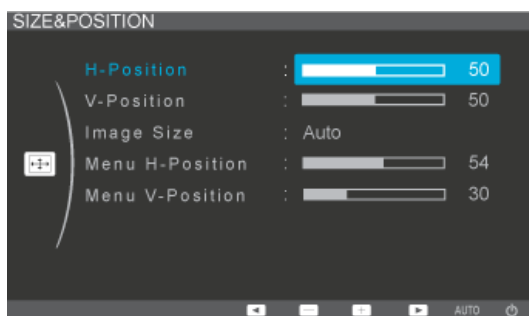 SIZE&POSITION
H-Position : 50
V-Position : 50
Image Size : Auto
Menu H-Position : 54
Menu V-Position : 30
AUTO